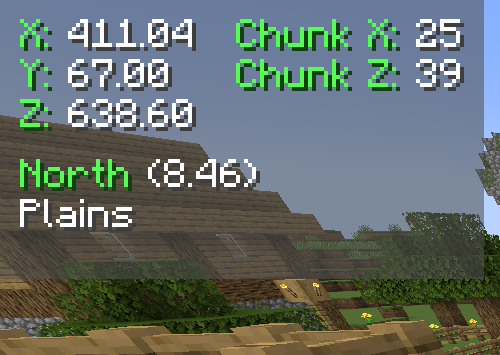 X: 411.04 Chunk X: 25
Y: 67.00 Chunk Z: 39
Z: 638.60
North (8.46)
Plains